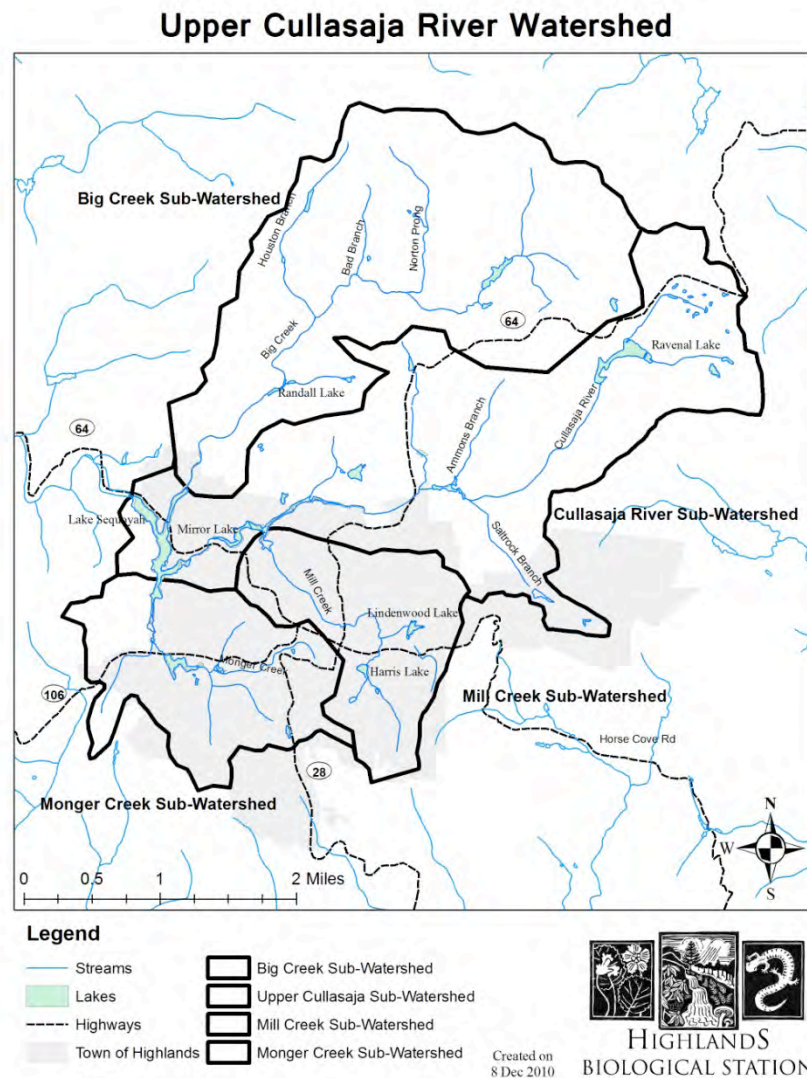 Upper Cullasaja River Watershed
Big Creek Sub-Watershed
Houston Branch
Bad Branch
Norton Prong
64
Big Creek
Ravenal Lake
Randall Lake
Cullasaja River
Ammons Branch
64
Lake Sequoyah
Mirror Lake
Cullasaja River Sub-Watershed
Saltrock Branch
Mill Creek
Lindenwood Lake
Monger Creek
Harris Lake
106
Mill Creek Sub-Watershed
Horse Cove Rd
28
Monger Creek Sub-Watershed
N
W
S
0 0.5 1 2 Miles
Legend
Streams
Lakes
Highways
Town of Highlands
Big Creek Sub-Watershed
Upper Cullasaja Sub-Watershed
Mill Creek Sub-Watershed
Monger Creek Sub-Watershed
Created on
8 Dec 2010
HIGHLANDS
BIOLOGICAL STATION